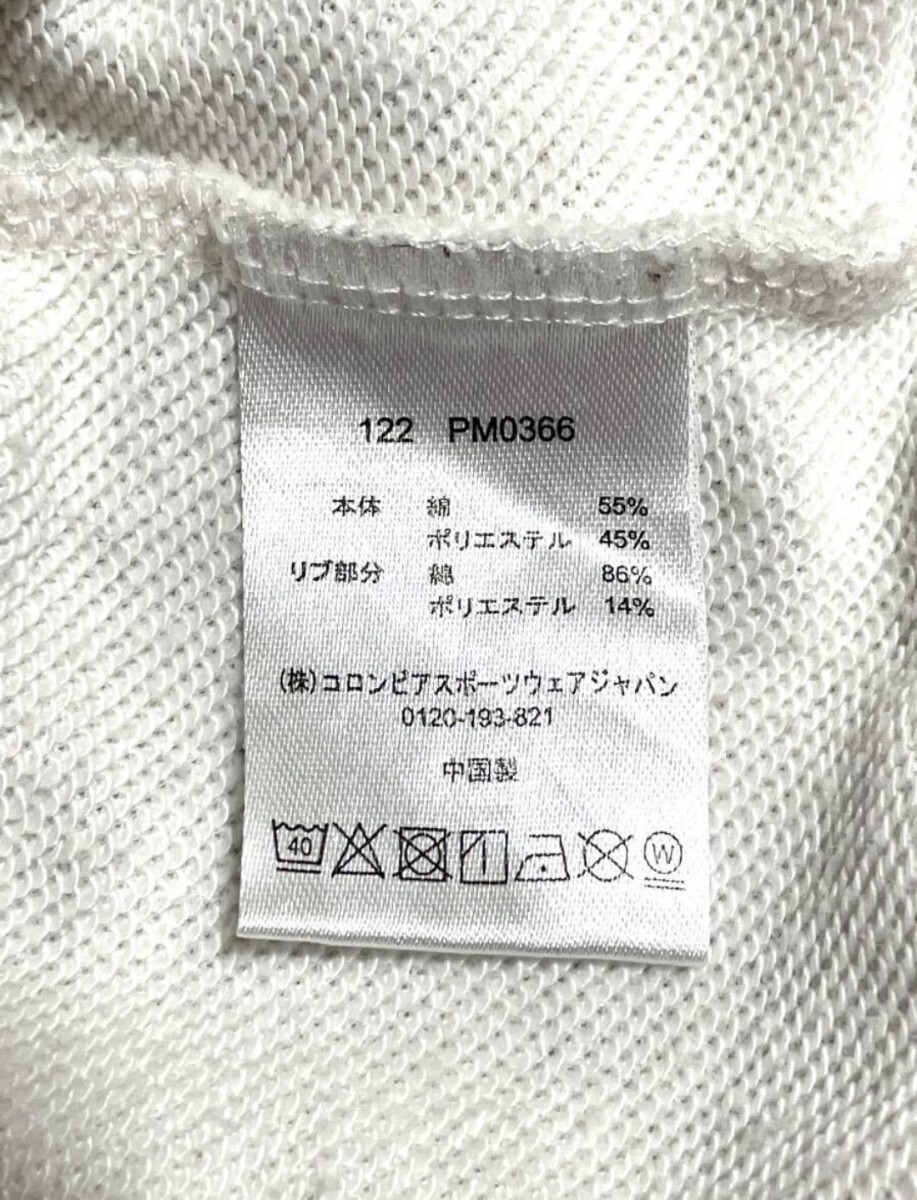 122 PM0366
本体 綿 55%
ポリエステル 45%
リブ部分 綿 86%
ポリエステル 14%
(株)コロンビアスポーツウェアジャパン
0120-193-821
中国製
40 W